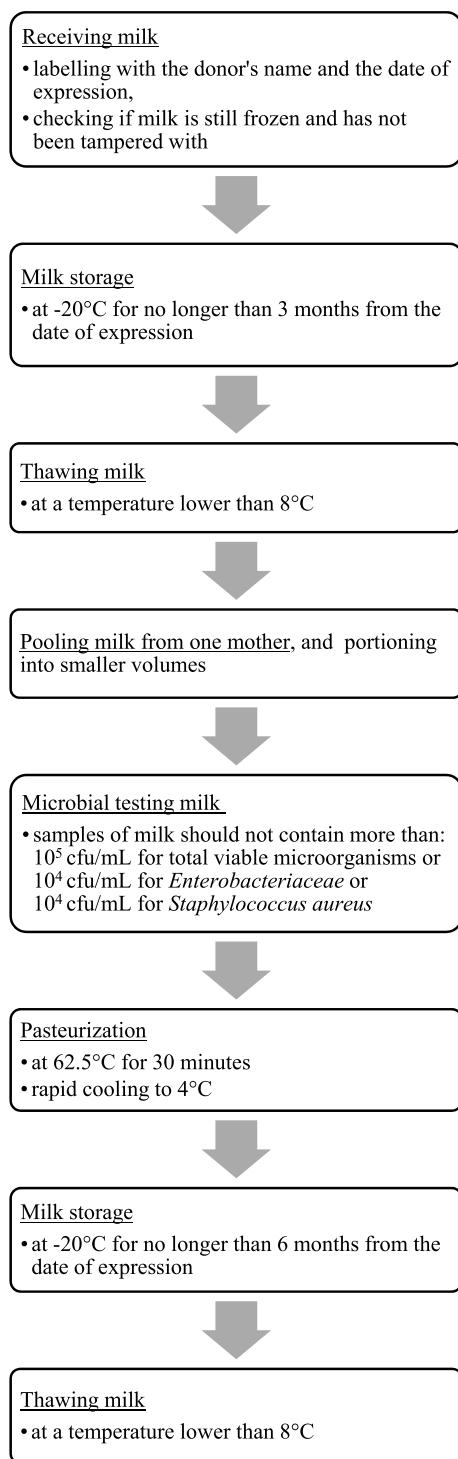 Receiving milk
• labelling with the donor's name and the date of
expression,
• checking if milk is still frozen and has not
been tampered with
Milk storage
• at -20°C for no longer than 3 months from the
date of expression
Thawing milk
• at a temperature lower than 8°C
Pooling milk from one mother, and portioning
into smaller volumes
Microbial testing milk
• samples of milk should not contain more than:
10⁵ cfu/mL for total viable microorganisms or
10⁴ cfu/mL for Enterobacteriaceae or
10⁴ cfu/mL for Staphylococcus aureus
Pasteurization
• at 62.5°C for 30 minutes
• rapid cooling to 4°C
Milk storage
• at -20°C for no longer than 6 months from the
date of expression
Thawing milk
• at a temperature lower than 8°C